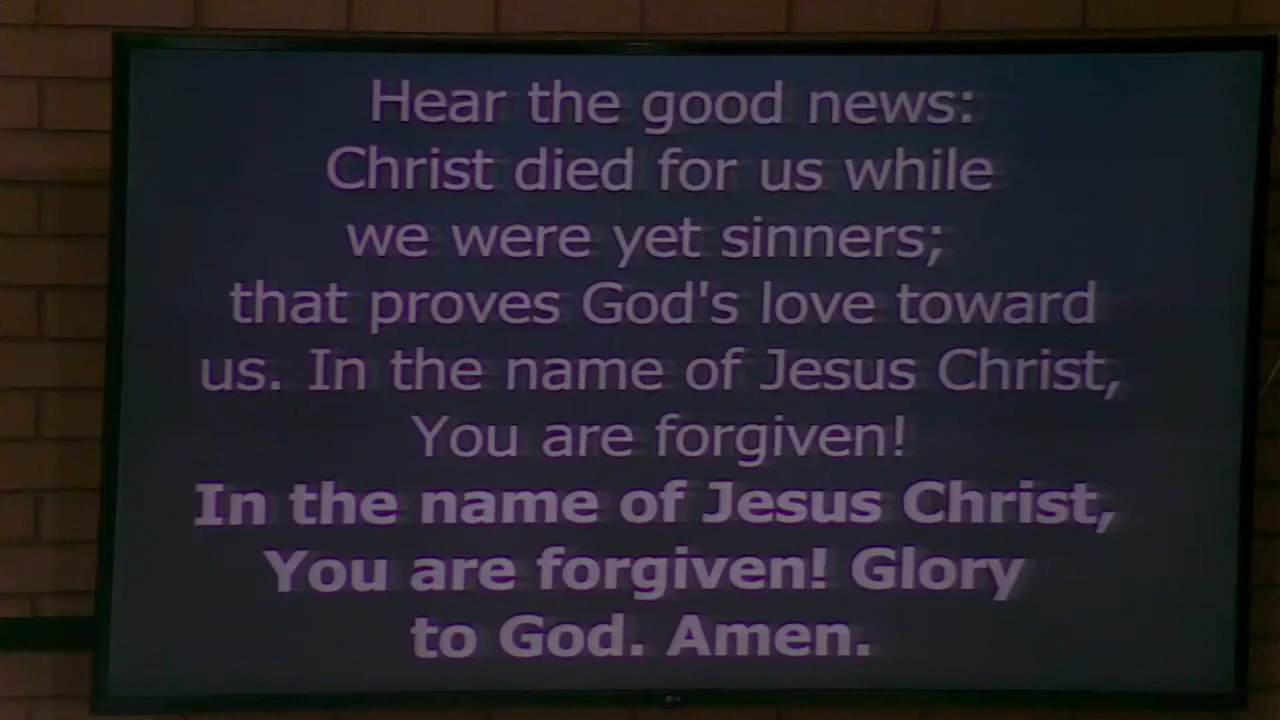 Hear the good news:
Christ died for us while
we were yet sinners;
that proves God's love toward
us. In the name of Jesus Christ,
You are forgiven!
In the name of Jesus Christ,
You are forgiven! Glory
to God. Amen.
LG